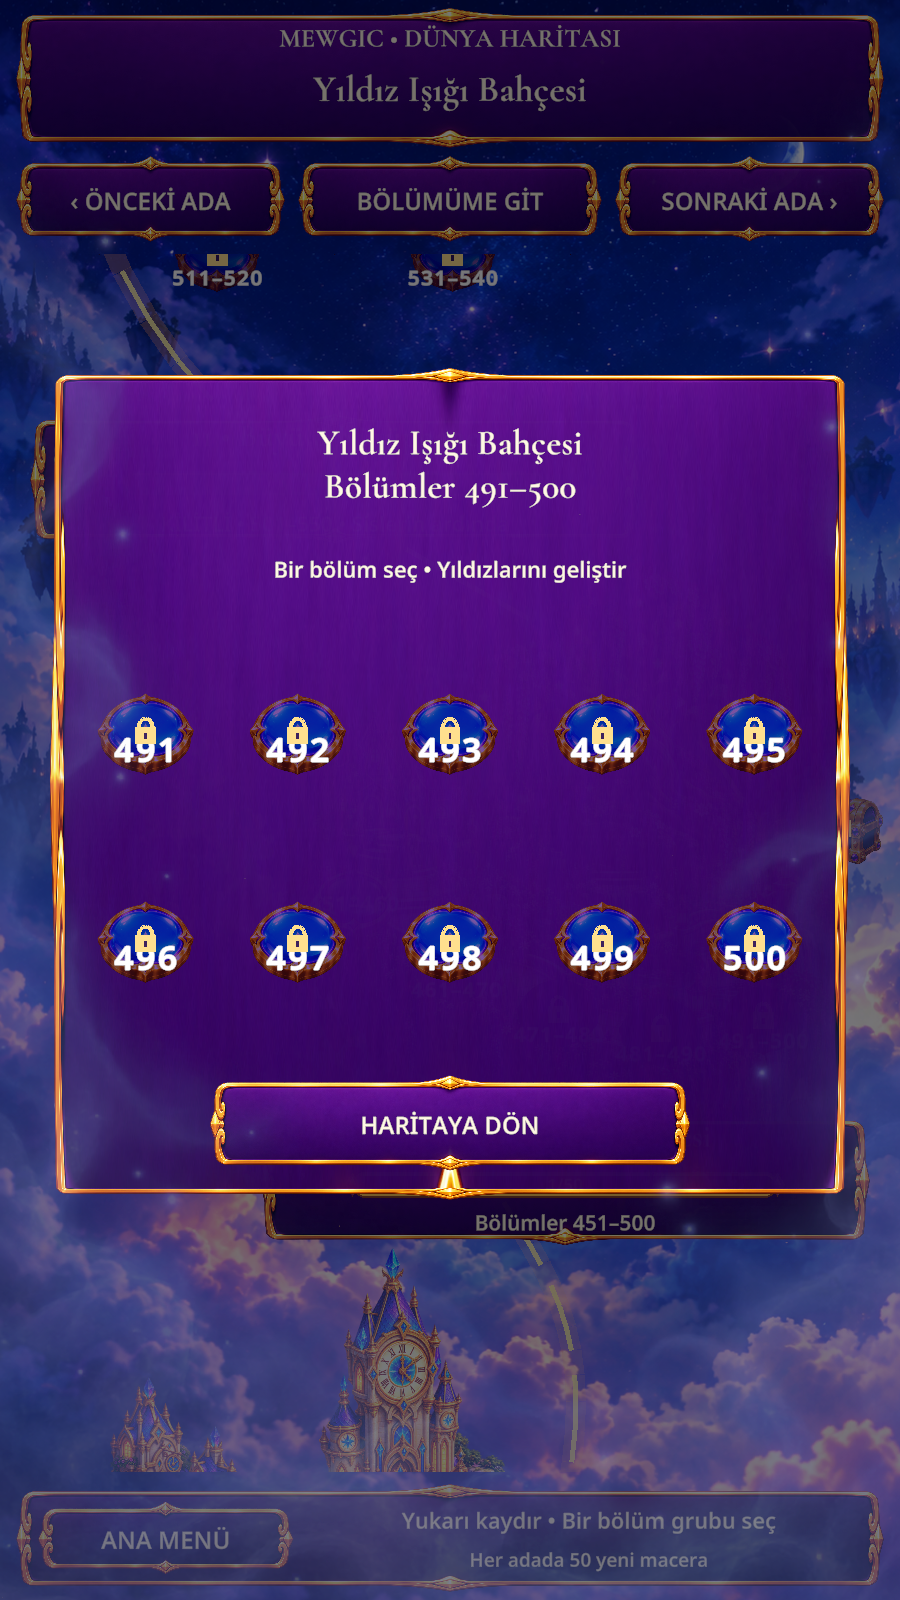 MEWGIC • DÜNYA HARİTASI
Yıldız Işığı Bahçesi
‹ ÖNCEKİ ADA
BÖLÜMÜME GİT
SONRAKİ ADA ›
511–520
531–540
Yıldız Işığı Bahçesi
Bölümler 491–500
Bir bölüm seç • Yıldızlarını geliştir
491
492
493
494
495
496
497
498
499
500
HARİTAYA DÖN
Bölümler 451–500
ANA MENÜ
Yukarı kaydır • Bir bölüm grubu seç
Her adada 50 yeni macera